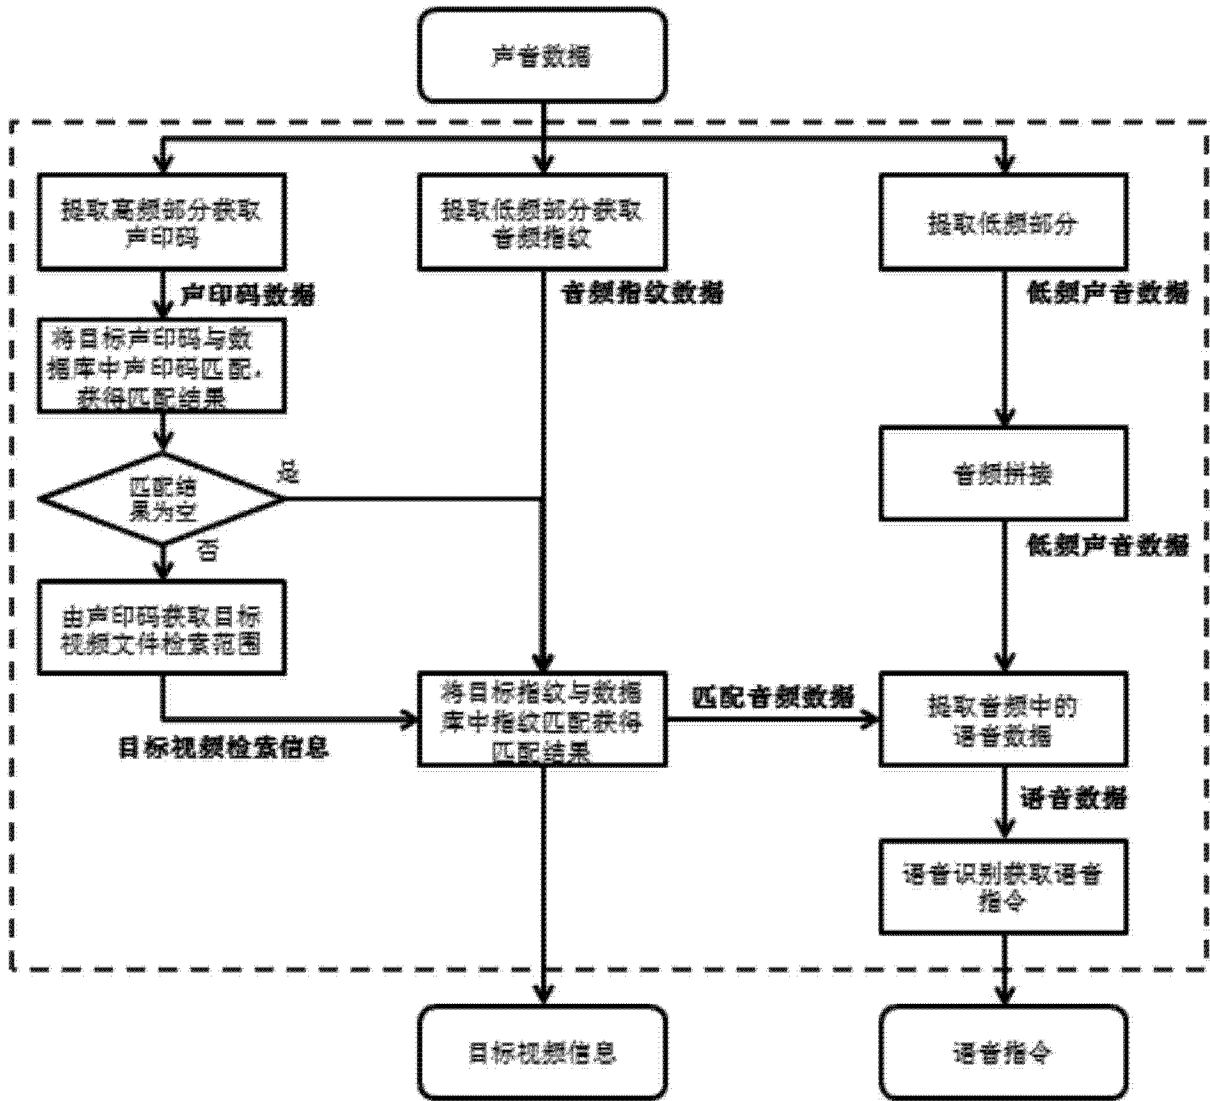 声音数据
提取高频部分获取
声印码
提取低频部分获取
音频指纹
提取低频部分
声印码数据
音频指纹数据
低频声音数据
将目标声印码与数
据库中声印码匹配，
获得匹配结果
匹配结
果为空
是
否
音频拼接
低频声音数据
由声印码获取目标
视频文件检索范围
目标视频检索信息
将目标指纹与数据
库中指纹匹配获得
匹配结果
匹配音频数据
提取音频中的
语音数据
语音数据
语音识别获取语音
指令
目标视频信息
语音指令